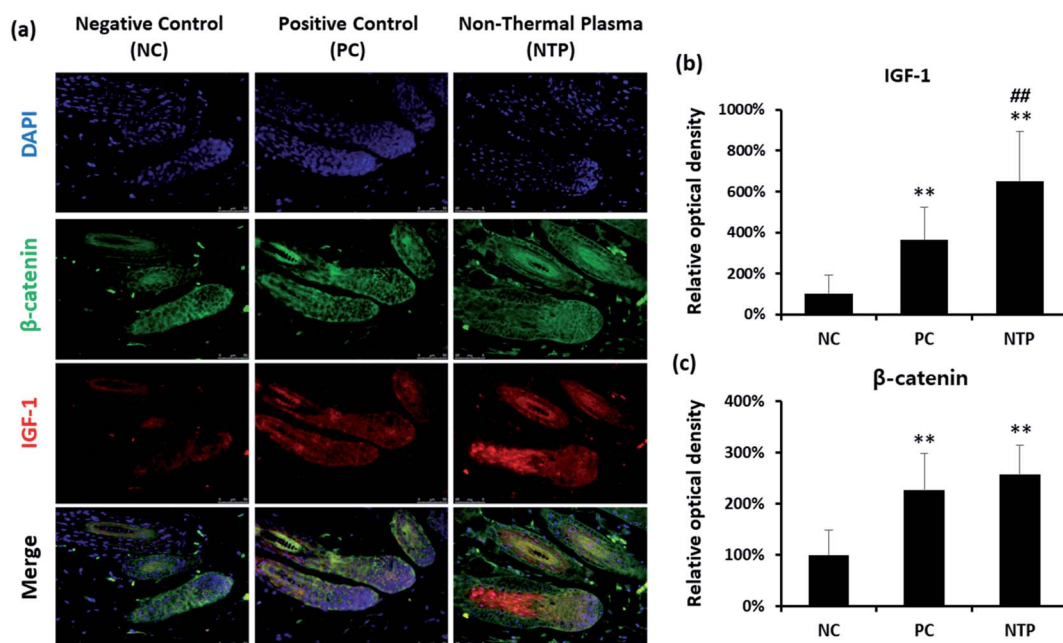 (a)
Negative Control
(NC)
Positive Control
(PC)
Non-Thermal Plasma
(NTP)
DAPI
β-catenin
IGF-1
Merge
(b)
IGF-1
Relative optical density
1000%
800%
600%
400%
200%
0%
**
##
**
NC PC NTP
(c)
β-catenin
Relative optical density
400%
300%
200%
100%
0%
**
**
NC PC NTP